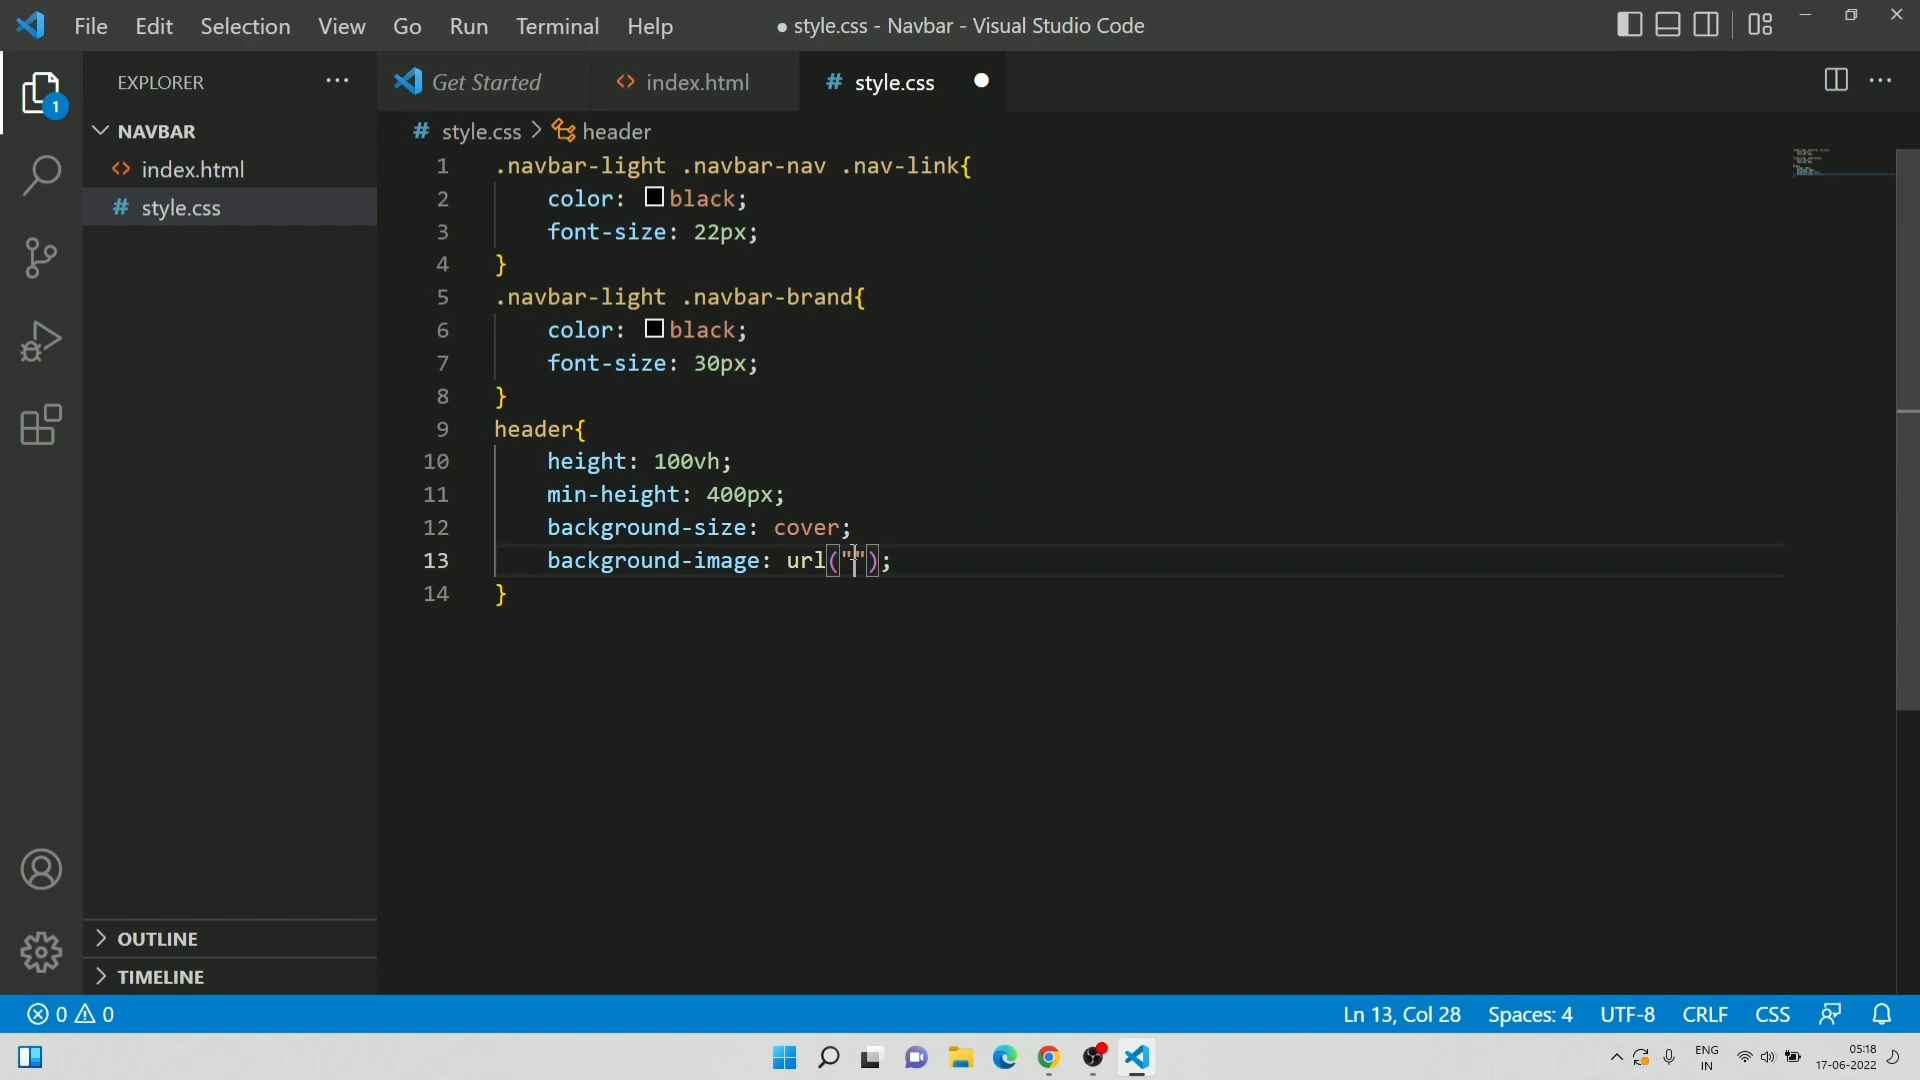 File Edit Selection View Go Run Terminal Help ● style.css - Navbar - Visual Studio Code
EXPLORER ··· Get Started <> index.html # style.css ●
1
NAVBAR
<> index.html
# style.css
# style.css > header
1 .navbar-light .navbar-nav .nav-link{
2 color: black;
3 font-size: 22px;
4 }
5 .navbar-light .navbar-brand{
6 color: black;
7 font-size: 30px;
8 }
9 header{
10 height: 100vh;
11 min-height: 400px;
12 background-size: cover;
13 background-image: url("");
14 }
OUTLINE
TIMELINE
0 0 Ln 13, Col 28 Spaces: 4 UTF-8 CRLF CSS
ENG
IN
05:18
17-06-2022